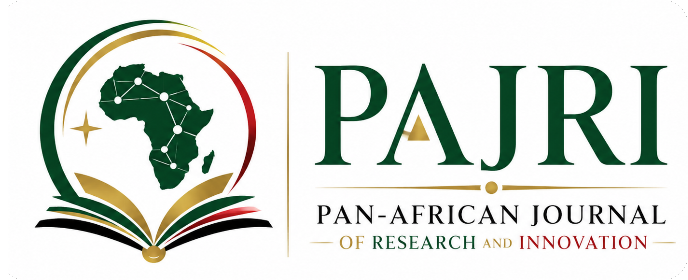 PAJRI
PAN-AFRICAN JOURNAL
OF RESEARCH AND INNOVATION